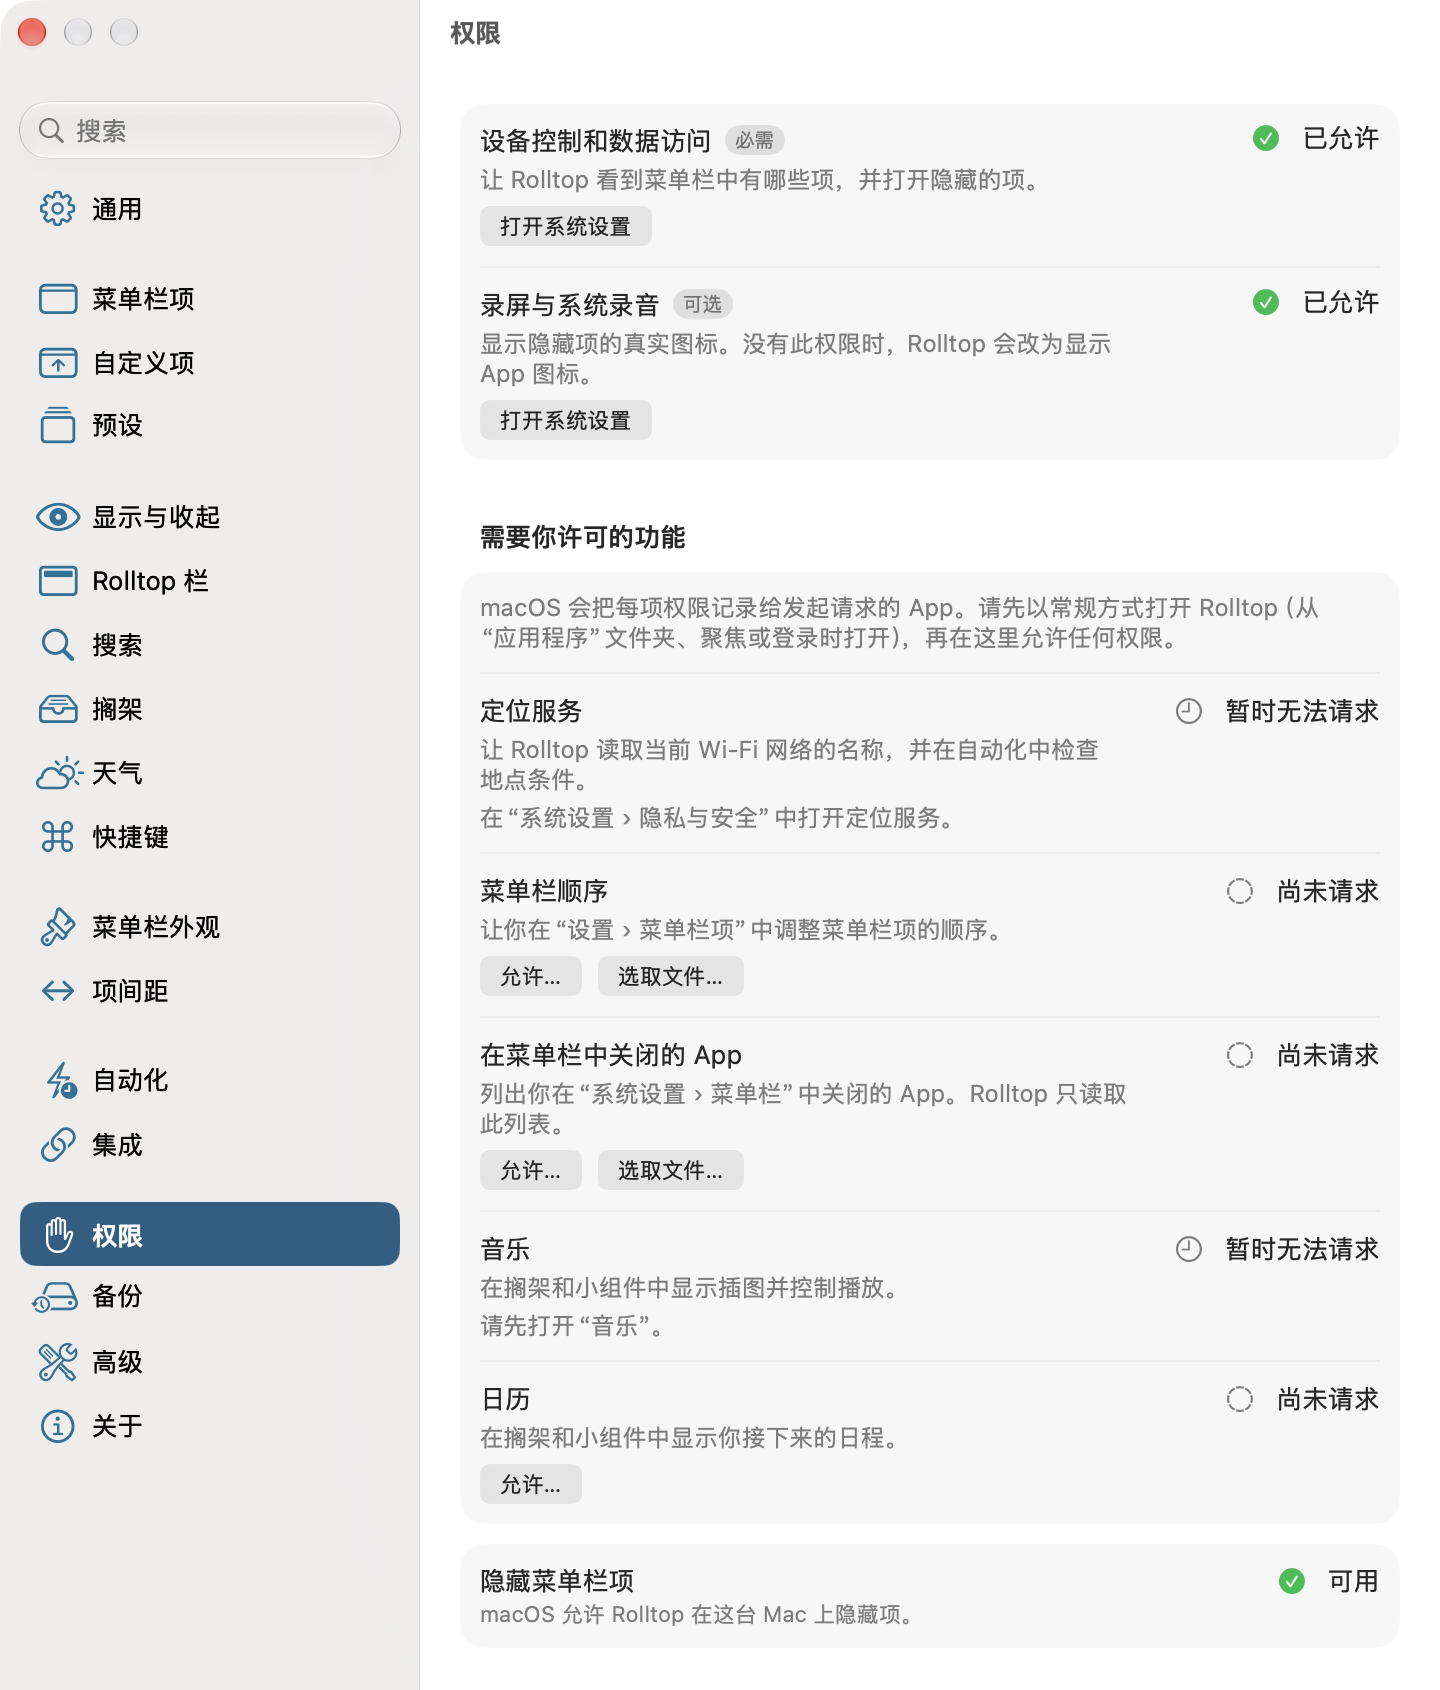 搜索
通用
菜单栏项
自定义项
预设
显示与收起
Rolltop 栏
搜索
搁架
天气
快捷键
菜单栏外观
项间距
自动化
集成
权限
备份
高级
关于
权限
设备控制和数据访问 必需 已允许
让 Rolltop 看到菜单栏中有哪些项，并打开隐藏的项。
打开系统设置
录屏与系统录音 可选 已允许
显示隐藏项的真实图标。没有此权限时，Rolltop 会改为显示
App 图标。
打开系统设置
需要你许可的功能
macOS 会把每项权限记录给发起请求的 App。请先以常规方式打开 Rolltop（从
“应用程序”文件夹、聚焦或登录时打开），再在这里允许任何权限。
定位服务 暂时无法请求
让 Rolltop 读取当前 Wi-Fi 网络的名称，并在自动化中检查
地点条件。
在“系统设置 › 隐私与安全”中打开定位服务。
菜单栏顺序 尚未请求
让你在“设置 › 菜单栏项”中调整菜单栏项的顺序。
允许... 选取文件...
在菜单栏中关闭的 App 尚未请求
列出你在“系统设置 › 菜单栏”中关闭的 App。Rolltop 只读取
此列表。
允许... 选取文件...
音乐 暂时无法请求
在搁架和小组件中显示插图并控制播放。
请先打开“音乐”。
日历 尚未请求
在搁架和小组件中显示你接下来的日程。
允许...
隐藏菜单栏项 可用
macOS 允许 Rolltop 在这台 Mac 上隐藏项。